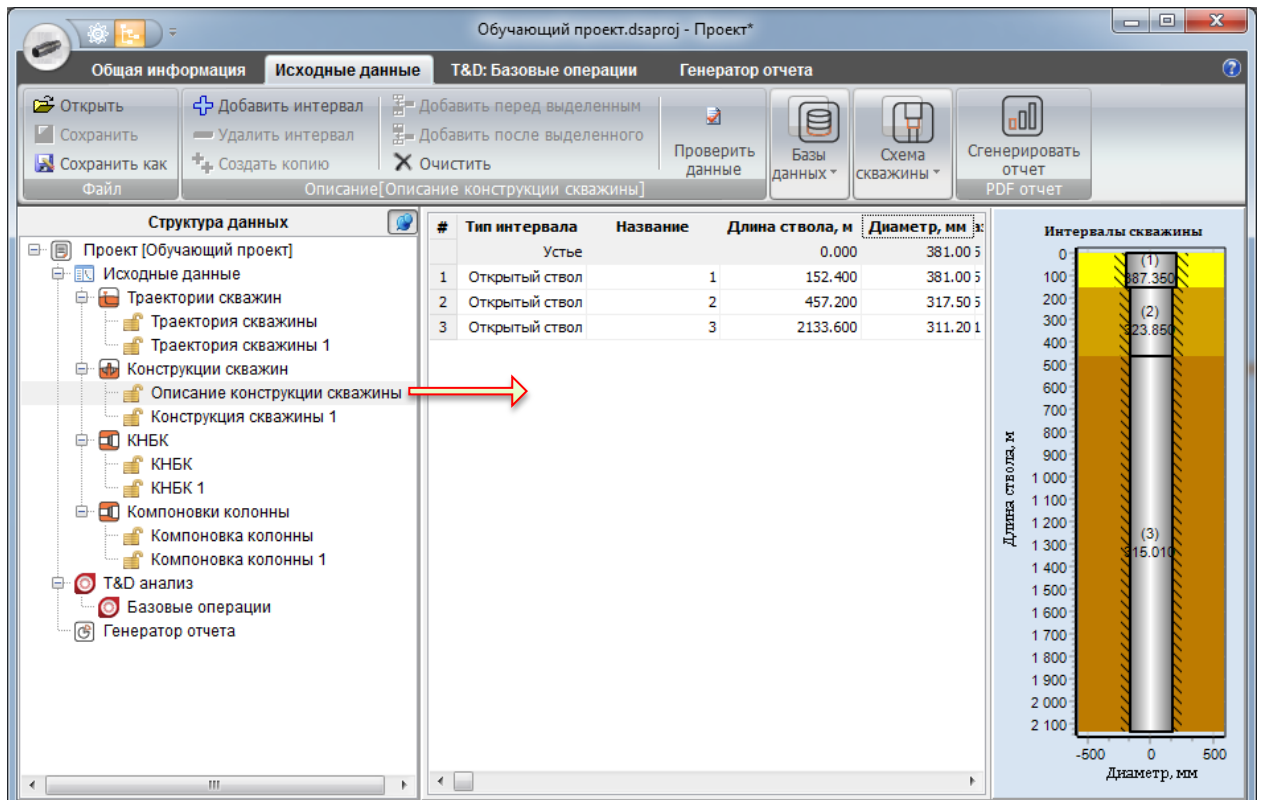 Обучающий проект.dsaproj - Проект*
Общая информация Исходные данные T&D: Базовые операции Генератор отчета
Открыть
Сохранить
Сохранить как
Файл
Добавить интервал
Удалить интервал
Создать копию
Добавить перед выделенным
Добавить после выделенного
Очистить
Описание[Описание конструкции скважины]
Проверить
данные
Базы
данных
Схема
скважины
Сгенерировать
отчет
PDF отчет
Структура данных
Проект [Обучающий проект]
Исходные данные
Траектории скважин
Траектория скважины
Траектория скважины 1
Конструкции скважин
Описание конструкции скважины
Конструкция скважины 1
КНБК
КНБК
КНБК 1
Компоновки колонны
Компоновка колонны
Компоновка колонны 1
T&D анализ
Базовые операции
Генератор отчета
# Тип интервала Название Длина ствола, м Диаметр, мм
Устье 0.000 381.00 5
1 Открытый ствол 1 152.400 381.00 5
2 Открытый ствол 2 457.200 317.50 5
3 Открытый ствол 3 2133.600 311.20 1
Интервалы скважины
Длина ствола, м
0
100
200
300
400
500
600
700
800
900
1 000
1 100
1 200
1 300
1 400
1 500
1 600
1 700
1 800
1 900
2 000
2 100
(1)
387.350
(2)
323.850
(3)
315.010
-500 0 500
Диаметр, мм